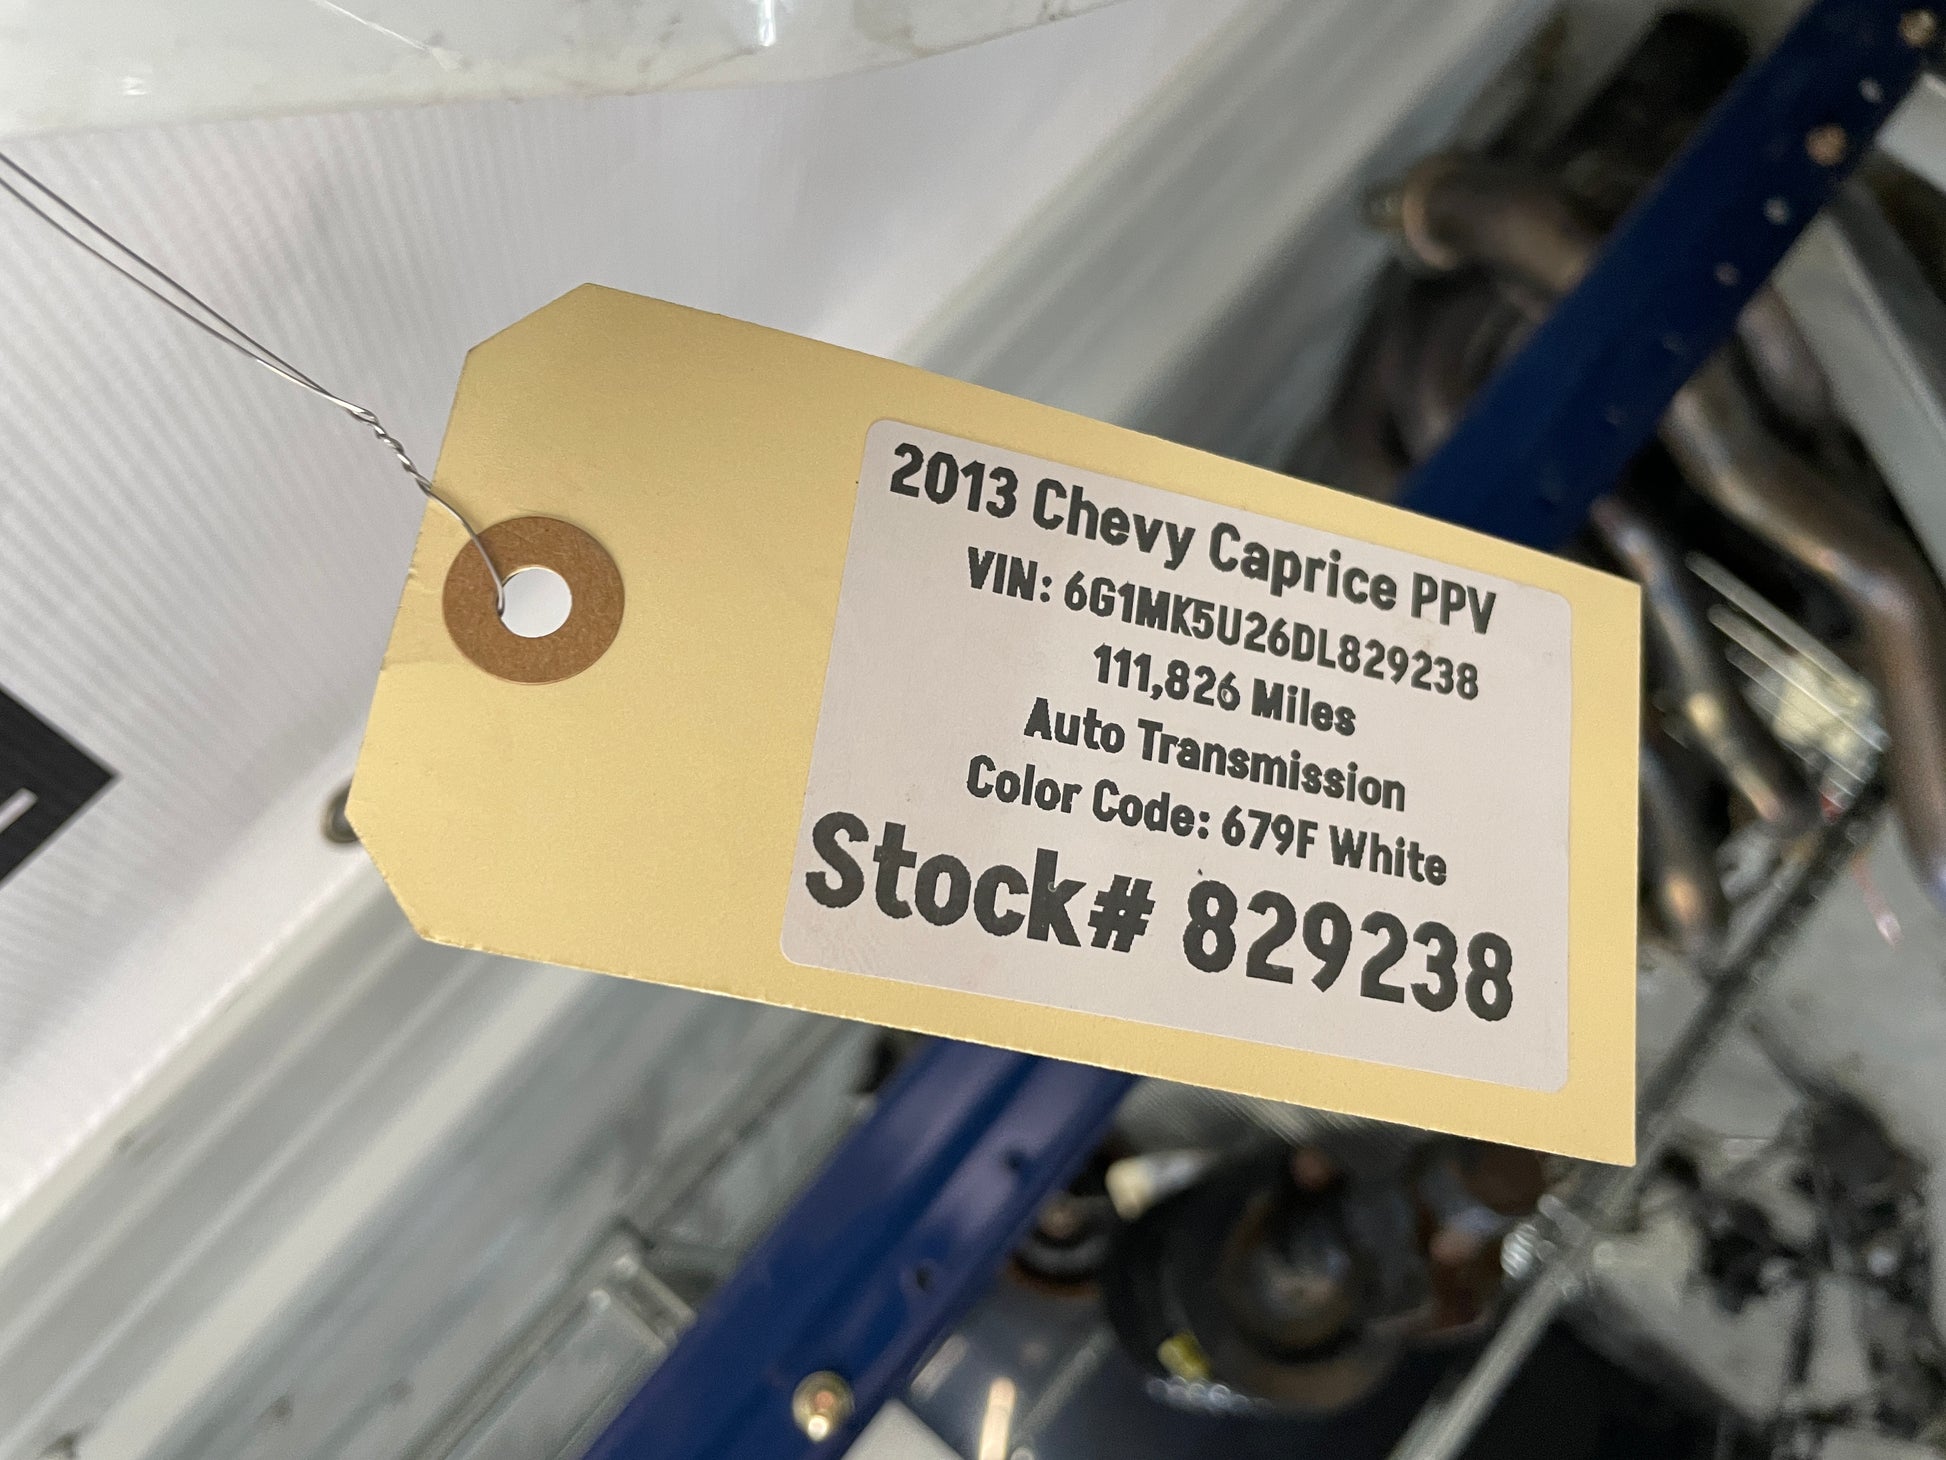 2013 Chevy Caprice PPV
VIN: 6G1MK5U26DL829238
111,826 Miles
Auto Transmission
Color Code: 679F White
Stock# 829238